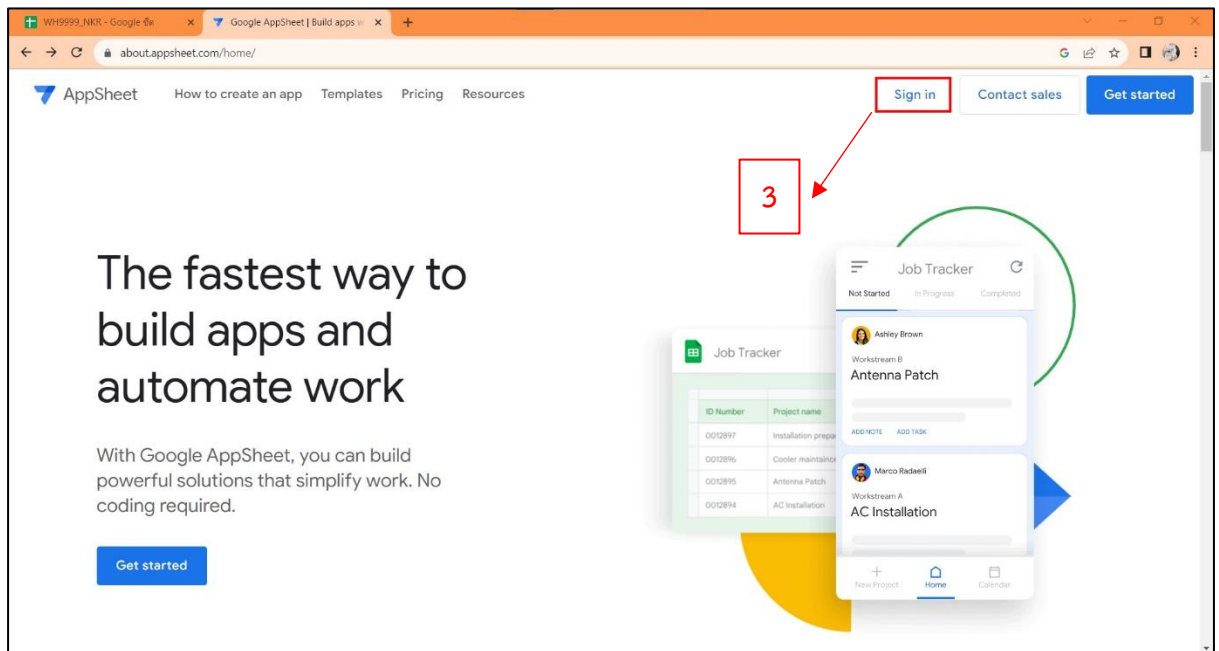 WH9999_NKR - Google ชีต
Google AppSheet | Build apps w
about.appsheet.com/home/
AppSheet
How to create an app
Templates
Pricing
Resources
Sign in
Contact sales
Get started
3
The fastest way to
build apps and
automate work
With Google AppSheet, you can build
powerful solutions that simplify work. No
coding required.
Get started
Job Tracker
ID Number
Project name
0012897
Installation prepa
0012896
Cooler maintaince
0012895
Antenna Patch
0012894
AC Installation
Job Tracker
Not Started
In Progress
Completed
Ashley Brown
Workstream B
Antenna Patch
ADD NOTE
ADD TASK
Marco Radaelli
Workstream A
AC Installation
New Project
Home
Calendar